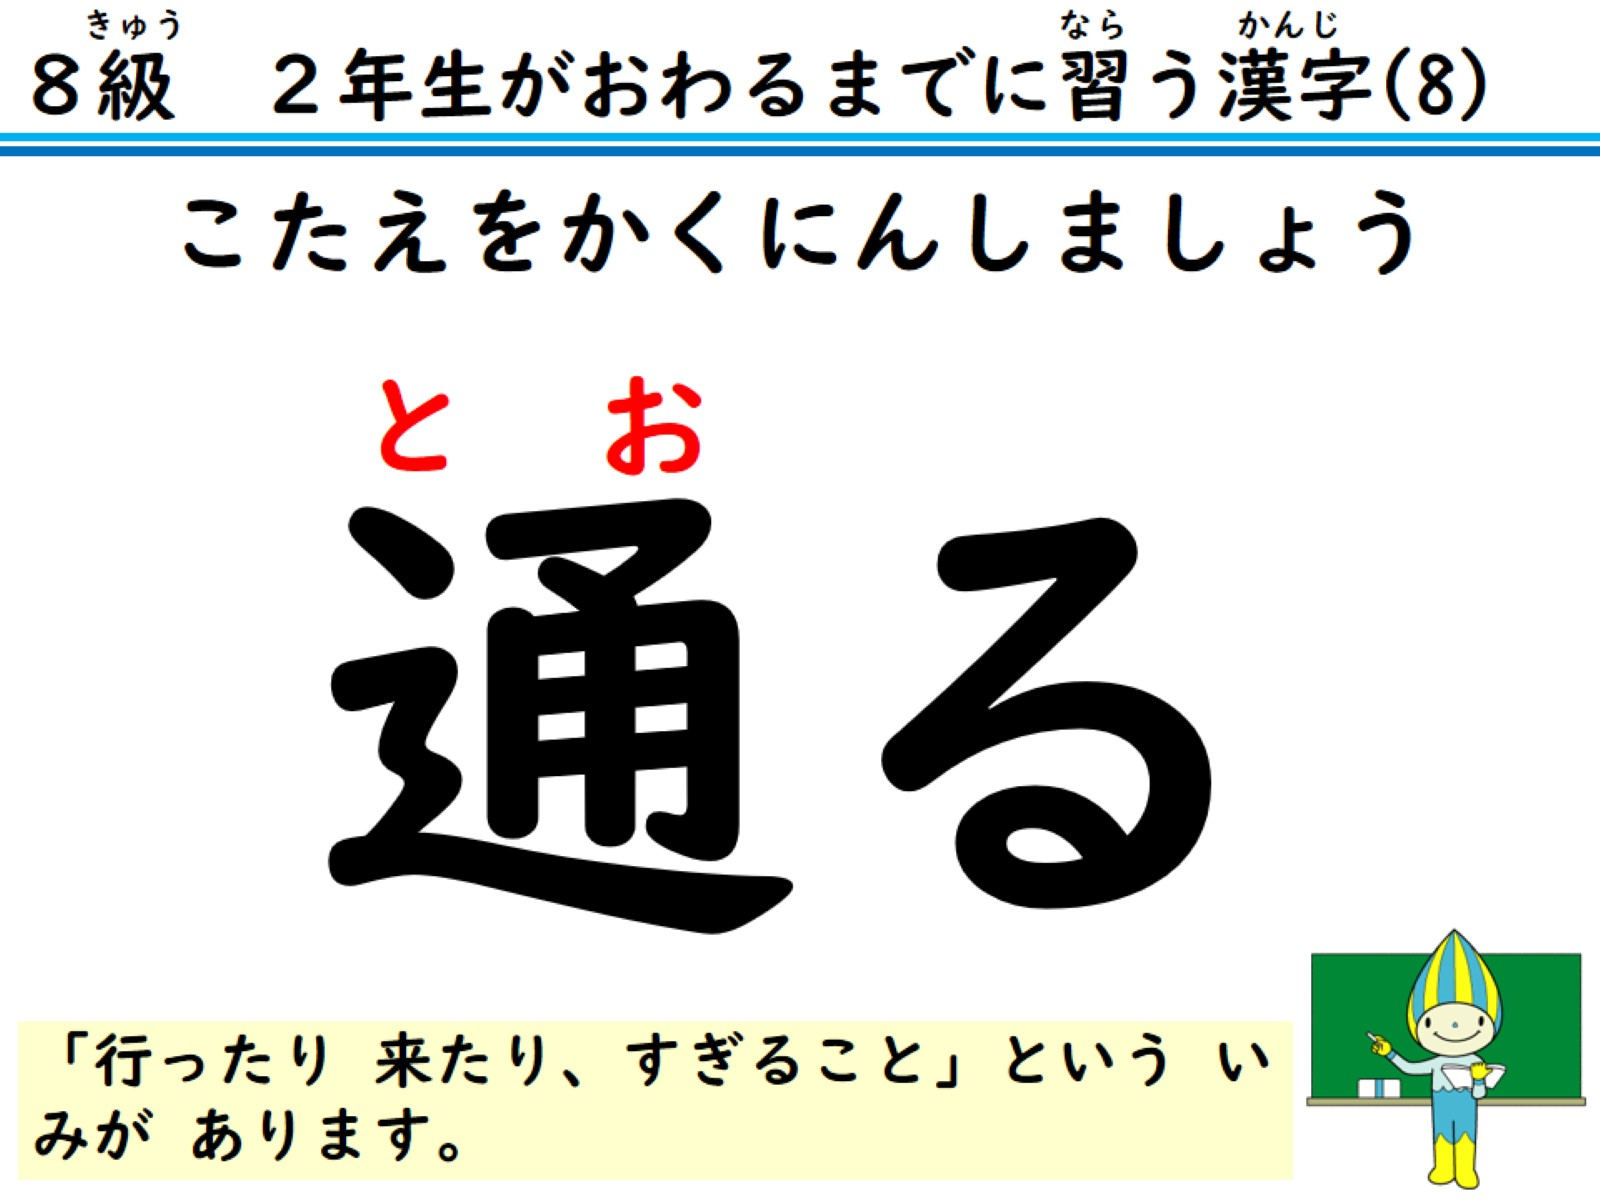 きゅう なら かんじ
８級 ２年生がおわるまでに習う漢字(8)
こたえをかくにんしましょう
とお
通る
「行ったり 来たり、すぎること」という い
みが あります。